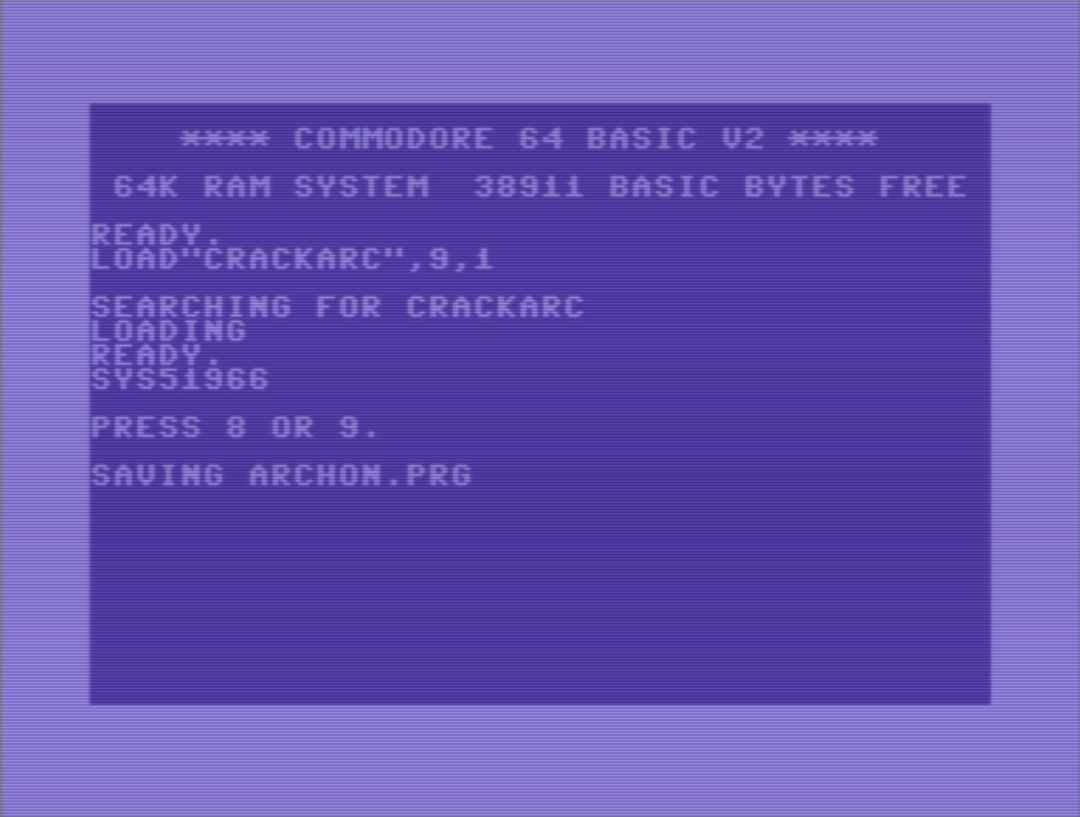 **** COMMODORE 64 BASIC V2 ****
64K RAM SYSTEM  38911 BASIC BYTES FREE
READY.
LOAD"CRACKARC",9,1
SEARCHING FOR CRACKARC
LOADING
READY.
SYS51966
PRESS 8 OR 9.
SAVING ARCHON.PRG